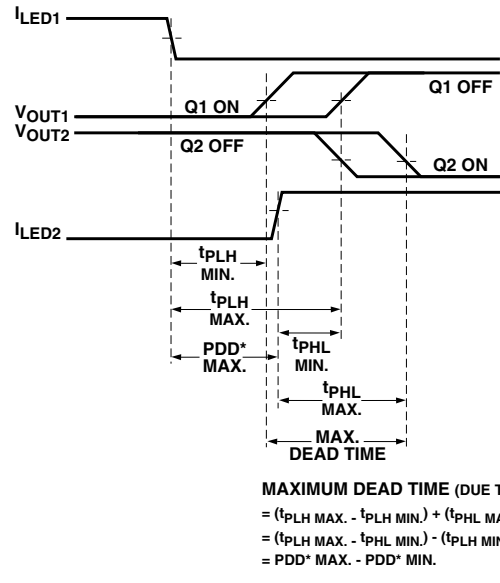 ILED1
VOUT1
Q1 ON
Q1 OFF
VOUT2
Q2 OFF
Q2 ON
ILED2
tPLH
MIN.
tPLH
MAX.
PDD*
MAX.
tPHL
MIN.
tPHL
MAX.
MAX.
DEAD TIME
MAXIMUM DEAD TIME (DUE
= (tPLH MAX. - tPLH MIN.) + (tPHL
= (tPLH MAX. - tPHL MIN.) - (tPLH
= PDD* MAX. - PDD* MIN.